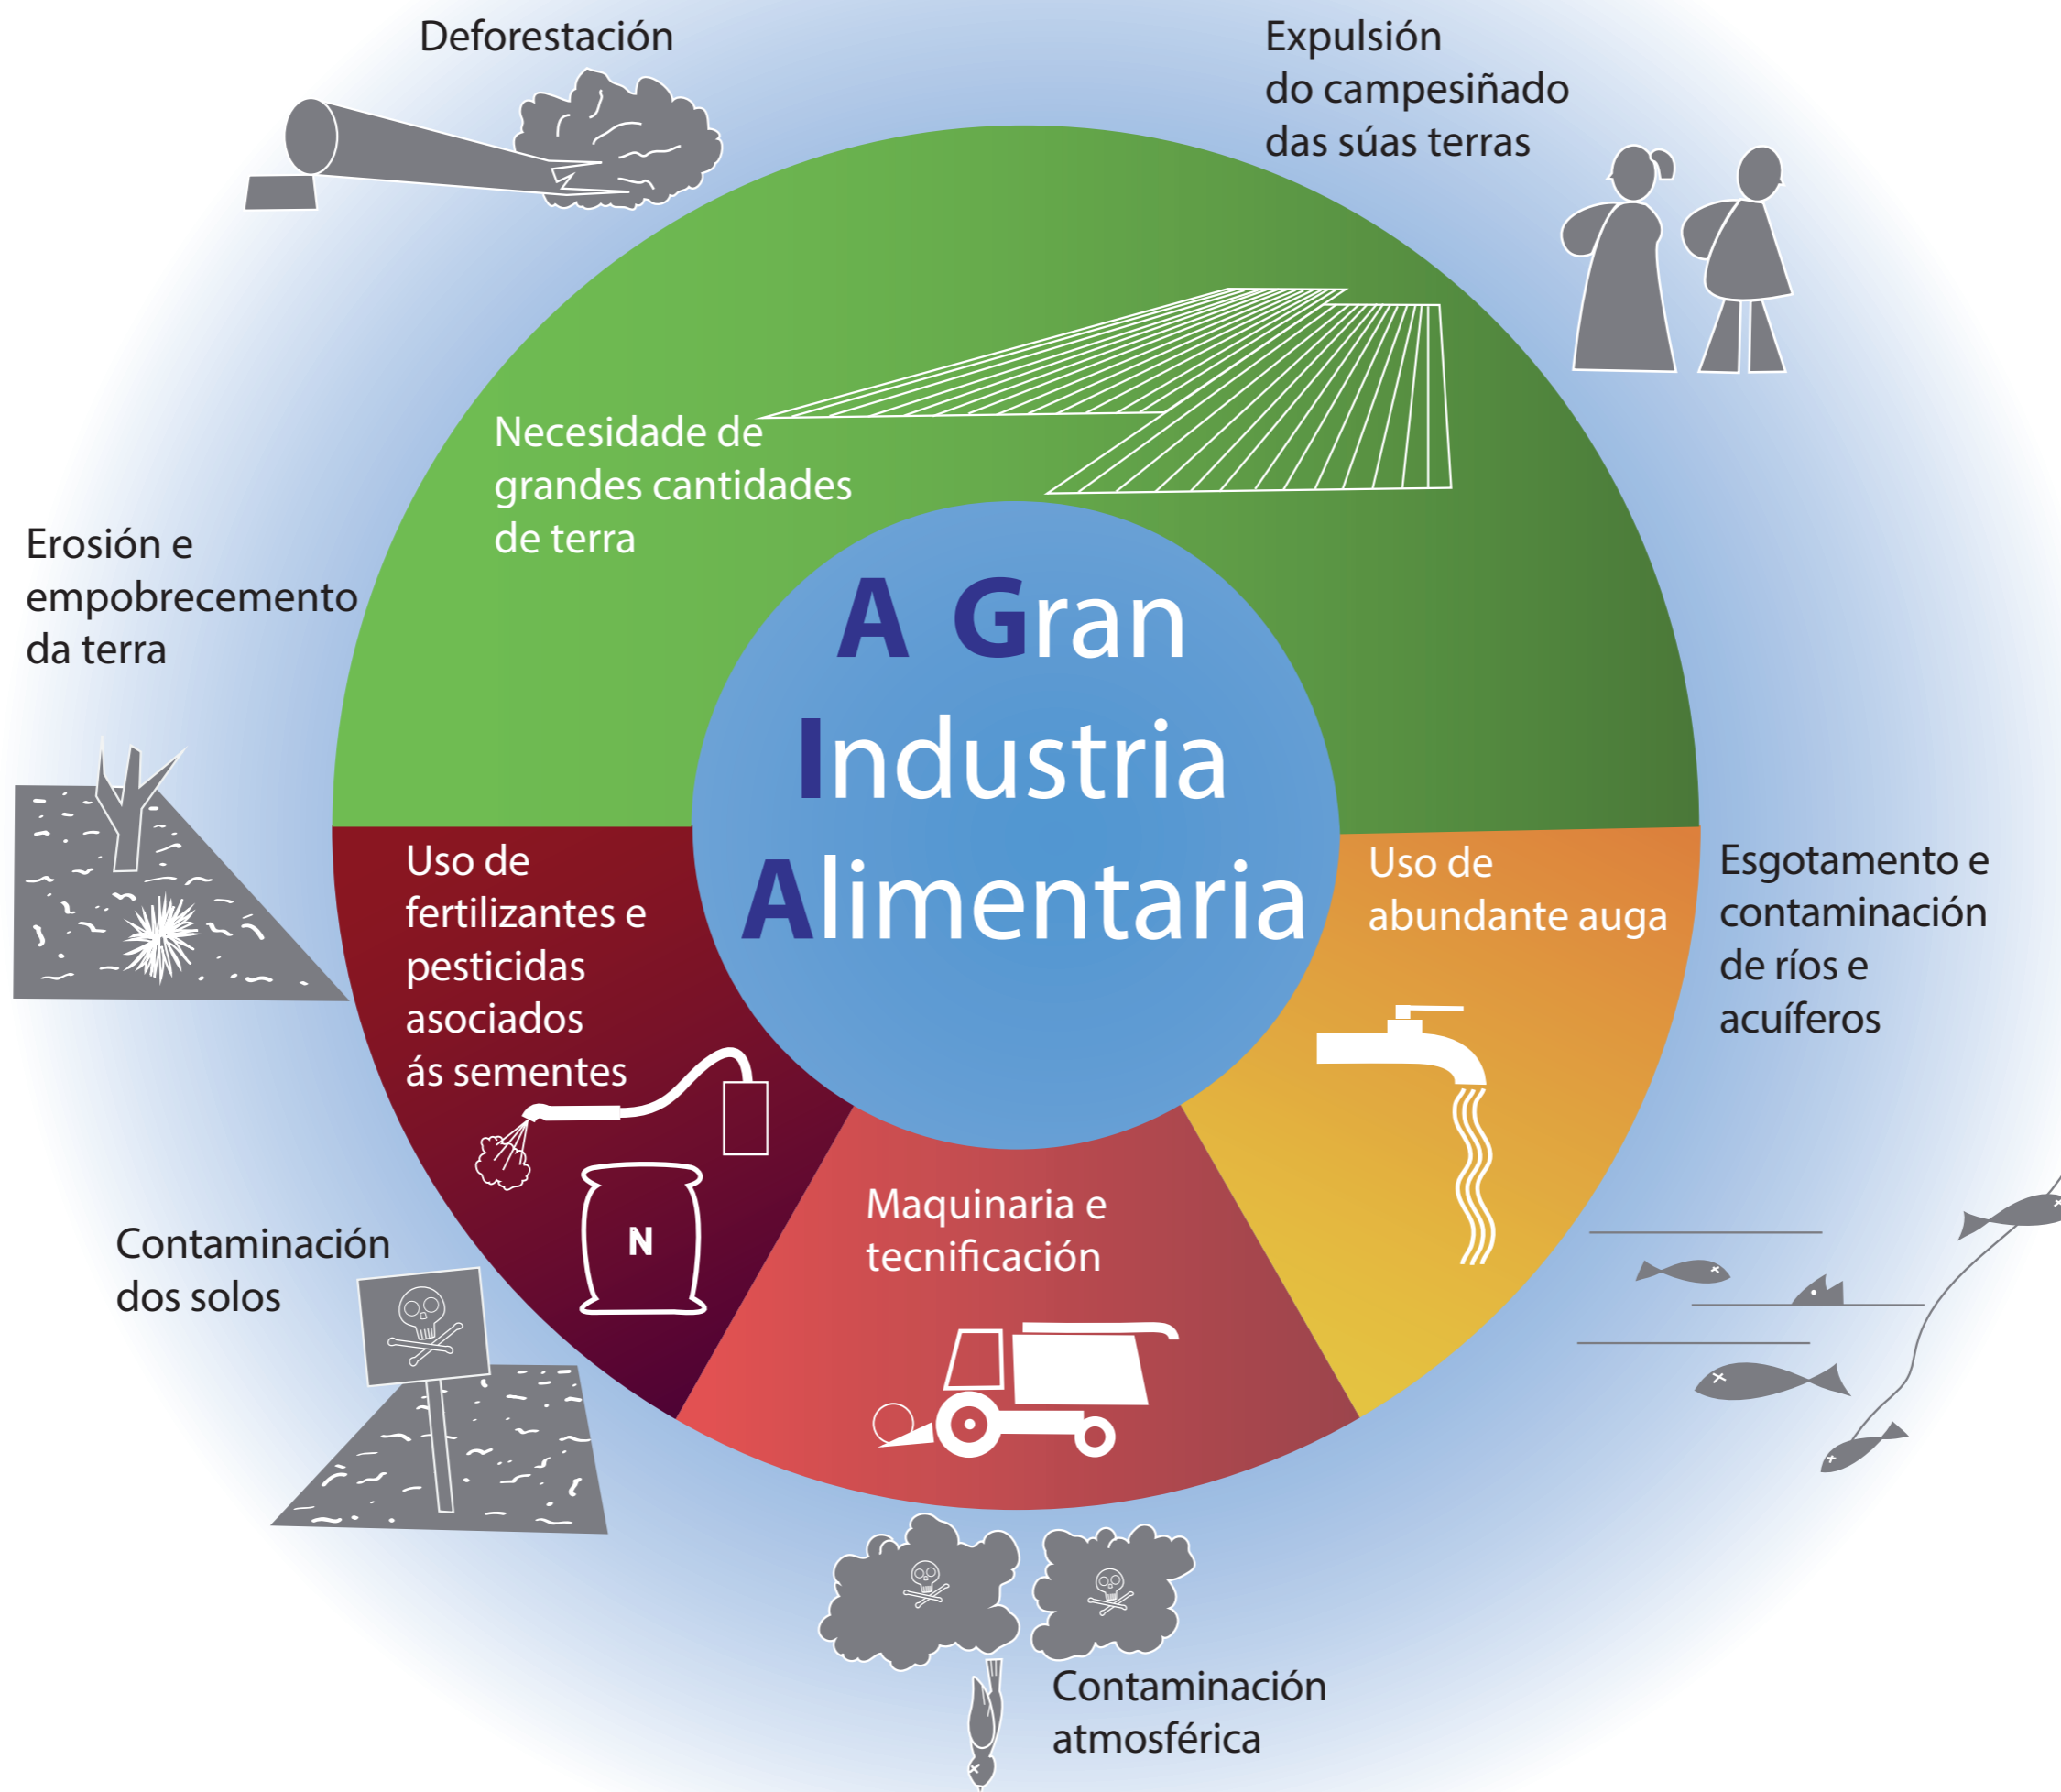 Deforestación
Expulsión
do campesiñado
das súas terras
Necesidade de
grandes cantidades
de terra
Erosión e
empobrecemento
da terra
A Gran
Industria
Alimentaria
Uso de
fertilizantes e
pesticidas
asociados
ás sementes
N
Uso de
abundante auga
Esgotamento e
contaminación
de ríos e
acuíferos
Maquinaria e
tecnificación
Contaminación
dos solos
Contaminación
atmosférica